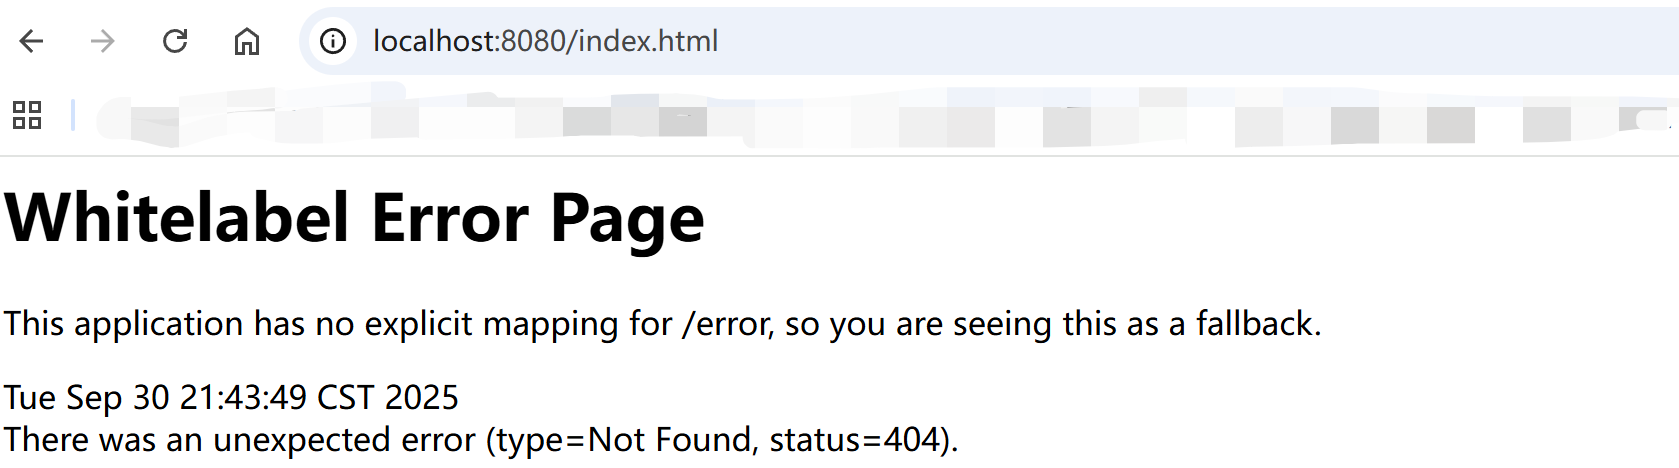 localhost:8080/index.html
Whitelabel Error Page
This application has no explicit mapping for /error, so you are seeing this as a fallback.
Tue Sep 30 21:43:49 CST 2025
There was an unexpected error (type=Not Found, status=404).